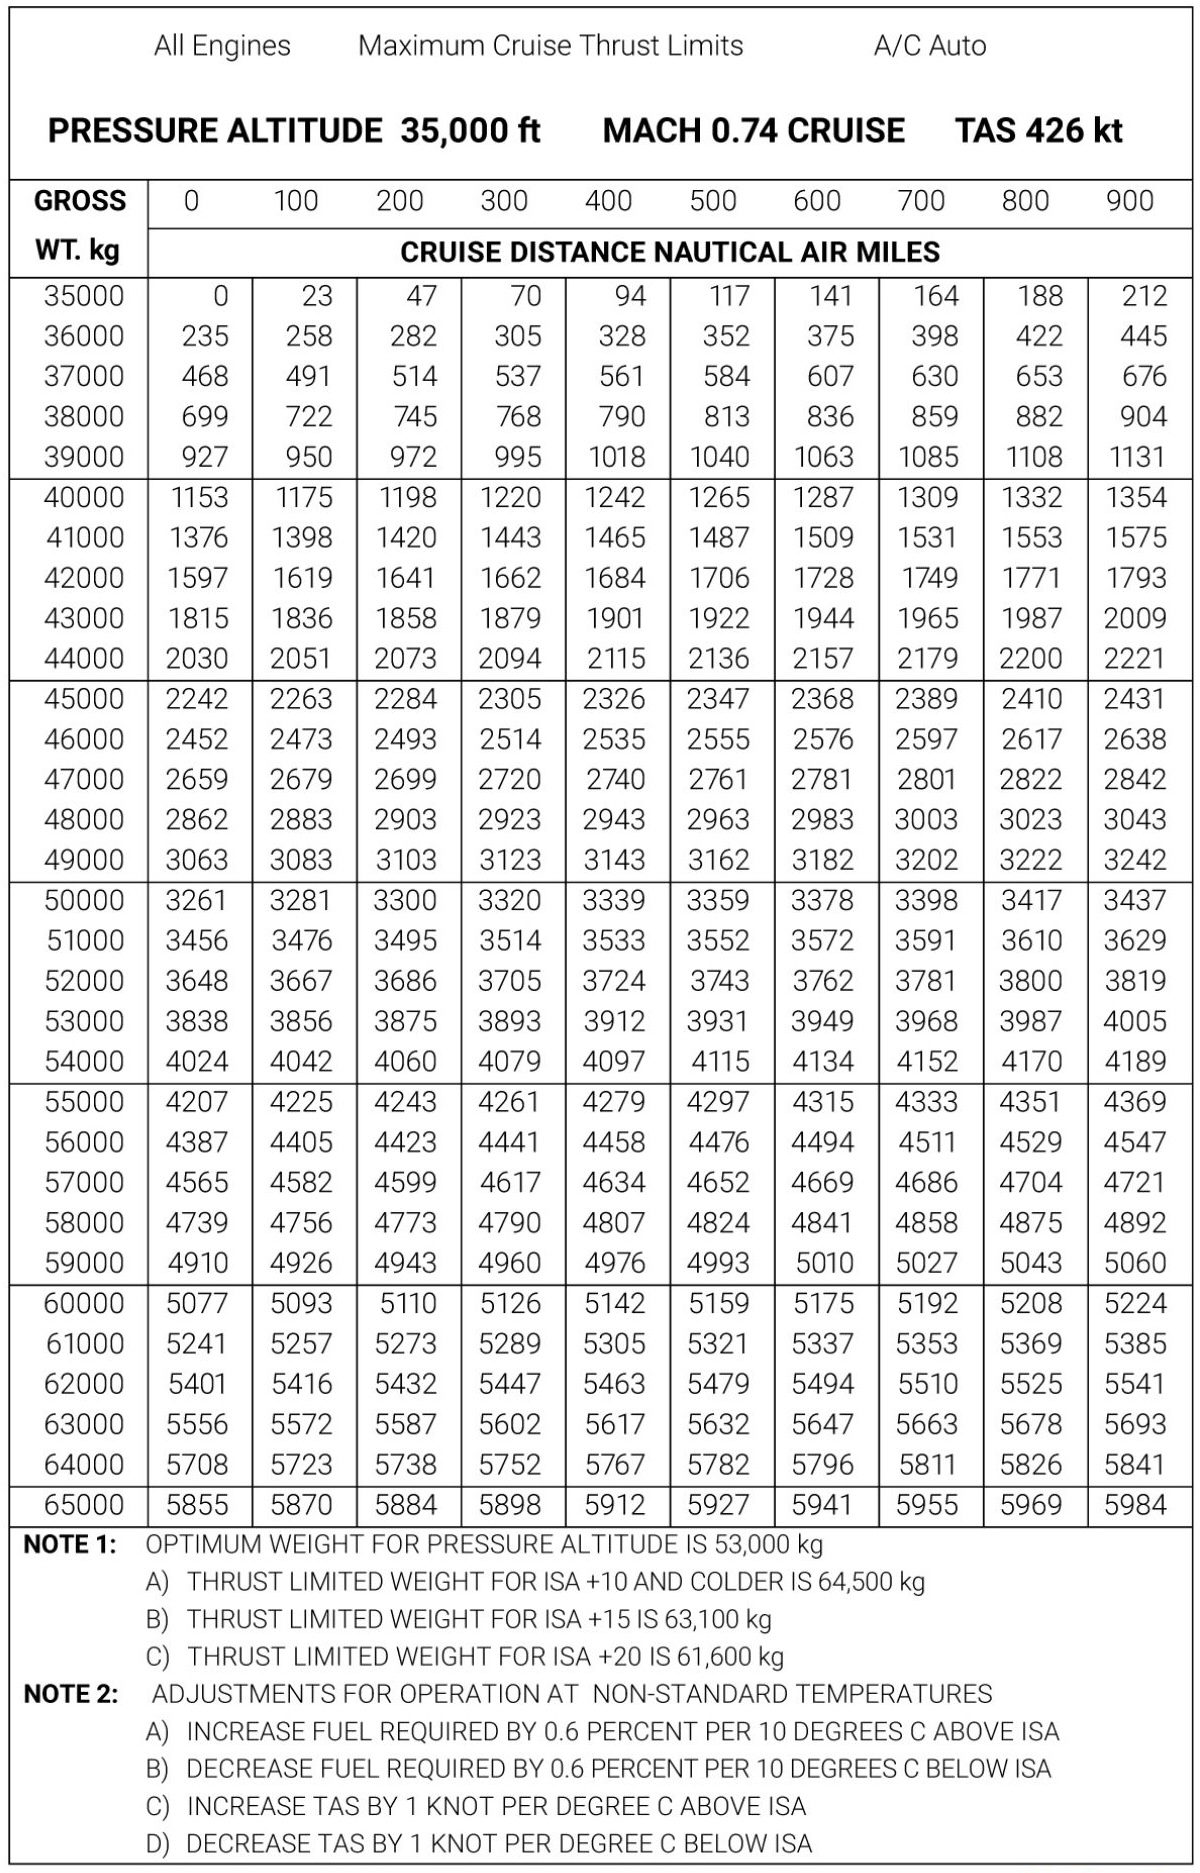 All Engines Maximum Cruise Thrust Limits A/C Auto
PRESSURE ALTITUDE 35,000 ft MACH 0.74 CRUISE TAS 426 kt
GROSS 0 100 200 300 400 500 600 700 800 900
WT. kg CRUISE DISTANCE NAUTICAL AIR MILES
35000 0 23 47 70 94 117 141 164 188 212
36000 235 258 282 305 328 352 375 398 422 445
37000 468 491 514 537 561 584 607 630 653 676
38000 699 722 745 768 790 813 836 859 882 904
39000 927 950 972 995 1018 1040 1063 1085 1108 1131
40000 1153 1175 1198 1220 1242 1265 1287 1309 1332 1354
41000 1376 1398 1420 1443 1465 1487 1509 1531 1553 1575
42000 1597 1619 1641 1662 1684 1706 1728 1749 1771 1793
43000 1815 1836 1858 1879 1901 1922 1944 1965 1987 2009
44000 2030 2051 2073 2094 2115 2136 2157 2179 2200 2221
45000 2242 2263 2284 2305 2326 2347 2368 2389 2410 2431
46000 2452 2473 2493 2514 2535 2555 2576 2597 2617 2638
47000 2659 2679 2699 2720 2740 2761 2781 2801 2822 2842
48000 2862 2883 2903 2923 2943 2963 2983 3003 3023 3043
49000 3063 3083 3103 3123 3143 3162 3182 3202 3222 3242
50000 3261 3281 3300 3320 3339 3359 3378 3398 3417 3437
51000 3456 3476 3495 3514 3533 3552 3572 3591 3610 3629
52000 3648 3667 3686 3705 3724 3743 3762 3781 3800 3819
53000 3838 3856 3875 3893 3912 3931 3949 3968 3987 4005
54000 4024 4042 4060 4079 4097 4115 4134 4152 4170 4189
55000 4207 4225 4243 4261 4279 4297 4315 4333 4351 4369
56000 4387 4405 4423 4441 4458 4476 4494 4511 4529 4547
57000 4565 4582 4599 4617 4634 4652 4669 4686 4704 4721
58000 4739 4756 4773 4790 4807 4824 4841 4858 4875 4892
59000 4910 4926 4943 4960 4976 4993 5010 5027 5043 5060
60000 5077 5093 5110 5126 5142 5159 5175 5192 5208 5224
61000 5241 5257 5273 5289 5305 5321 5337 5353 5369 5385
62000 5401 5416 5432 5447 5463 5479 5494 5510 5525 5541
63000 5556 5572 5587 5602 5617 5632 5647 5663 5678 5693
64000 5708 5723 5738 5752 5767 5782 5796 5811 5826 5841
65000 5855 5870 5884 5898 5912 5927 5941 5955 5969 5984
NOTE 1: OPTIMUM WEIGHT FOR PRESSURE ALTITUDE IS 53,000 kg
A) THRUST LIMITED WEIGHT FOR ISA +10 AND COLDER IS 64,500 kg
B) THRUST LIMITED WEIGHT FOR ISA +15 IS 63,100 kg
C) THRUST LIMITED WEIGHT FOR ISA +20 IS 61,600 kg
NOTE 2: ADJUSTMENTS FOR OPERATION AT NON-STANDARD TEMPERATURES
A) INCREASE FUEL REQUIRED BY 0.6 PERCENT PER 10 DEGREES C ABOVE ISA
B) DECREASE FUEL REQUIRED BY 0.6 PERCENT PER 10 DEGREES C BELOW ISA
C) INCREASE TAS BY 1 KNOT PER DEGREE C ABOVE ISA
D) DECREASE TAS BY 1 KNOT PER DEGREE C BELOW ISA